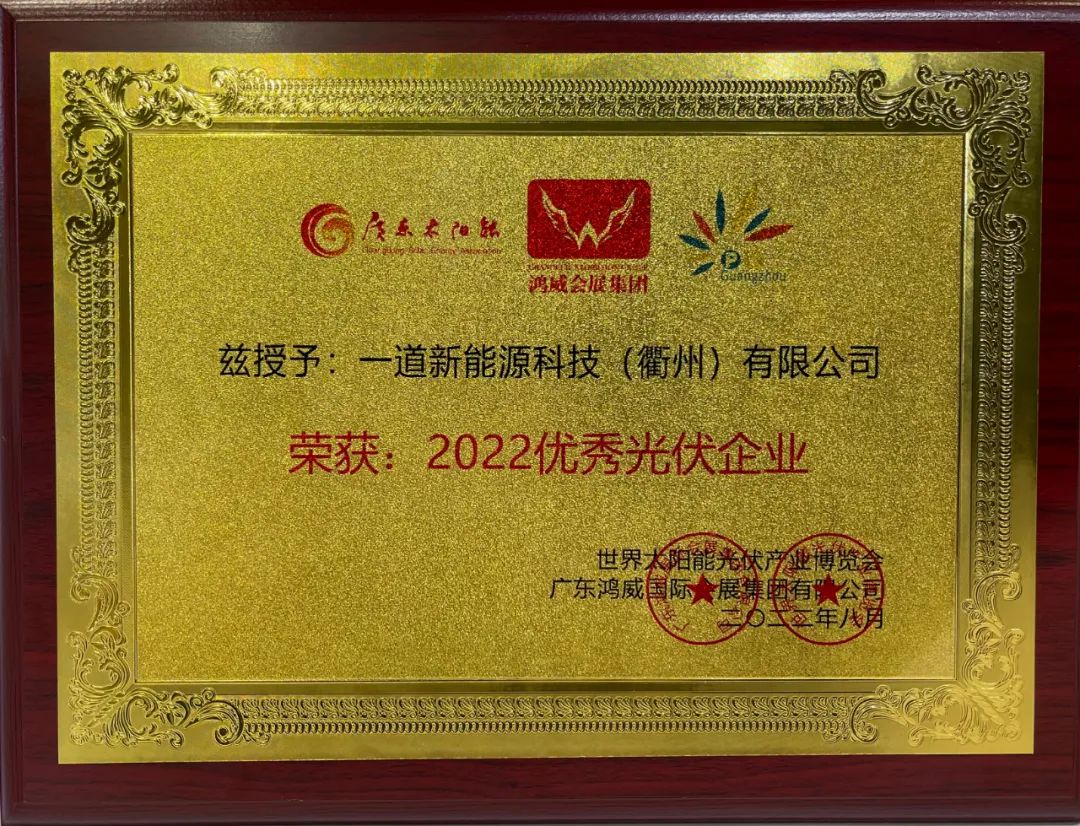 廣东太阳能
鸿威会展集团
P
Guangzhou
兹授予：一道新能源科技（衢州）有限公司
荣获：2022优秀光伏企业
世界太阳能光伏产业博览会
广东鸿威国际会展集团有限公司
二〇二二年八月